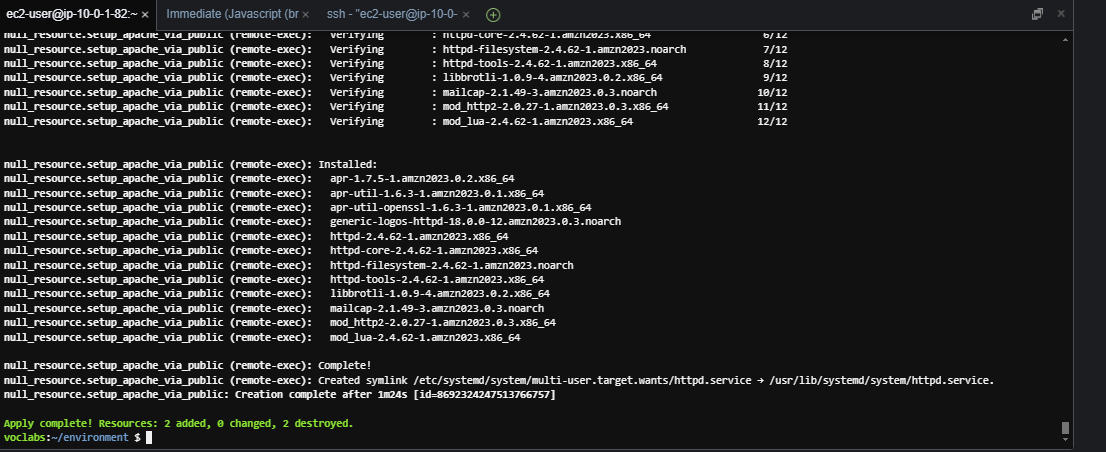 ec2-user@ip-10-0-1-82:~ × Immediate (Javascript (br × ssh - "ec2-user@ip-10-0- ×
null_resource.setup_apache_via_public (remote-exec): Verifying : httpd-core-2.4.62-1.amzn2023.x86_64 6/12
null_resource.setup_apache_via_public (remote-exec): Verifying : httpd-filesystem-2.4.62-1.amzn2023.noarch 7/12
null_resource.setup_apache_via_public (remote-exec): Verifying : httpd-tools-2.4.62-1.amzn2023.x86_64 8/12
null_resource.setup_apache_via_public (remote-exec): Verifying : libbrotli-1.0.9-4.amzn2023.0.2.x86_64 9/12
null_resource.setup_apache_via_public (remote-exec): Verifying : mailcap-2.1.49-3.amzn2023.0.3.noarch 10/12
null_resource.setup_apache_via_public (remote-exec): Verifying : mod_http2-2.0.27-1.amzn2023.0.3.x86_64 11/12
null_resource.setup_apache_via_public (remote-exec): Verifying : mod_lua-2.4.62-1.amzn2023.x86_64 12/12
null_resource.setup_apache_via_public (remote-exec): Installed:
null_resource.setup_apache_via_public (remote-exec): apr-1.7.5-1.amzn2023.0.2.x86_64
null_resource.setup_apache_via_public (remote-exec): apr-util-1.6.3-1.amzn2023.0.1.x86_64
null_resource.setup_apache_via_public (remote-exec): apr-util-openssl-1.6.3-1.amzn2023.0.1.x86_64
null_resource.setup_apache_via_public (remote-exec): generic-logos-httpd-18.0.0-12.amzn2023.0.3.noarch
null_resource.setup_apache_via_public (remote-exec): httpd-2.4.62-1.amzn2023.x86_64
null_resource.setup_apache_via_public (remote-exec): httpd-core-2.4.62-1.amzn2023.x86_64
null_resource.setup_apache_via_public (remote-exec): httpd-filesystem-2.4.62-1.amzn2023.noarch
null_resource.setup_apache_via_public (remote-exec): httpd-tools-2.4.62-1.amzn2023.x86_64
null_resource.setup_apache_via_public (remote-exec): libbrotli-1.0.9-4.amzn2023.0.2.x86_64
null_resource.setup_apache_via_public (remote-exec): mailcap-2.1.49-3.amzn2023.0.3.noarch
null_resource.setup_apache_via_public (remote-exec): mod_http2-2.0.27-1.amzn2023.0.3.x86_64
null_resource.setup_apache_via_public (remote-exec): mod_lua-2.4.62-1.amzn2023.x86_64
null_resource.setup_apache_via_public (remote-exec): Complete!
null_resource.setup_apache_via_public (remote-exec): Created symlink /etc/systemd/system/multi-user.target.wants/httpd.service → /usr/lib/systemd/system/httpd.service.
null_resource.setup_apache_via_public: Creation complete after 1m24s [id=8692324247513766757]
Apply complete! Resources: 2 added, 0 changed, 2 destroyed.
voclabs:~/environment $